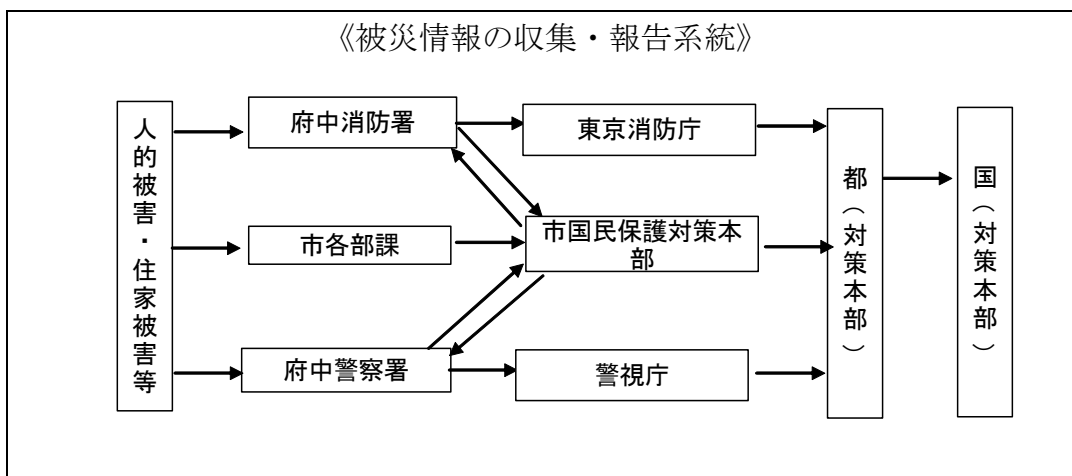 《被災情報の収集・報告系統》
人的被害・住家被害等
府中消防署
東京消防庁
市各部課
市国民保護対策本
部
府中警察署
警視庁
都（対策本部）
国（対策本部）